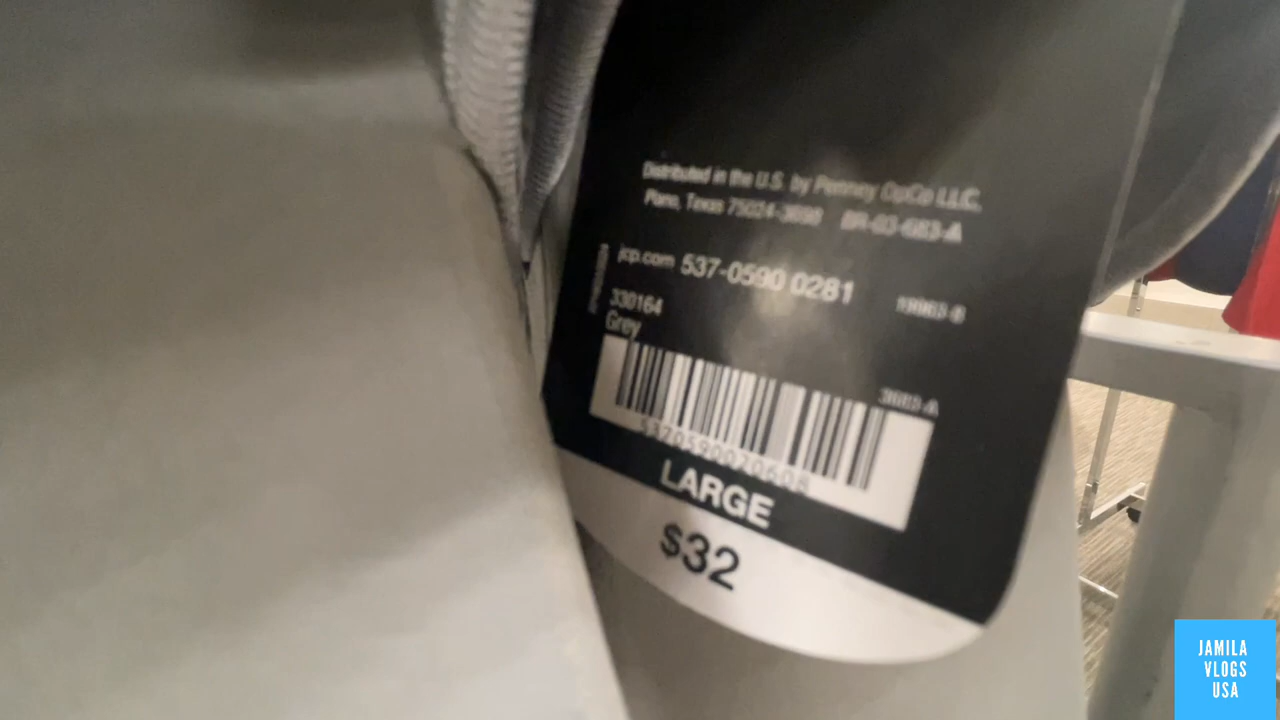 Distributed in the U.S. by Penney OpCo LLC.
Plano, Texas 75024-3698
jcp.com 537-0590 0281
330164
Grey
3683-A
LARGE
$32
JAMILA
VLOGS
USA